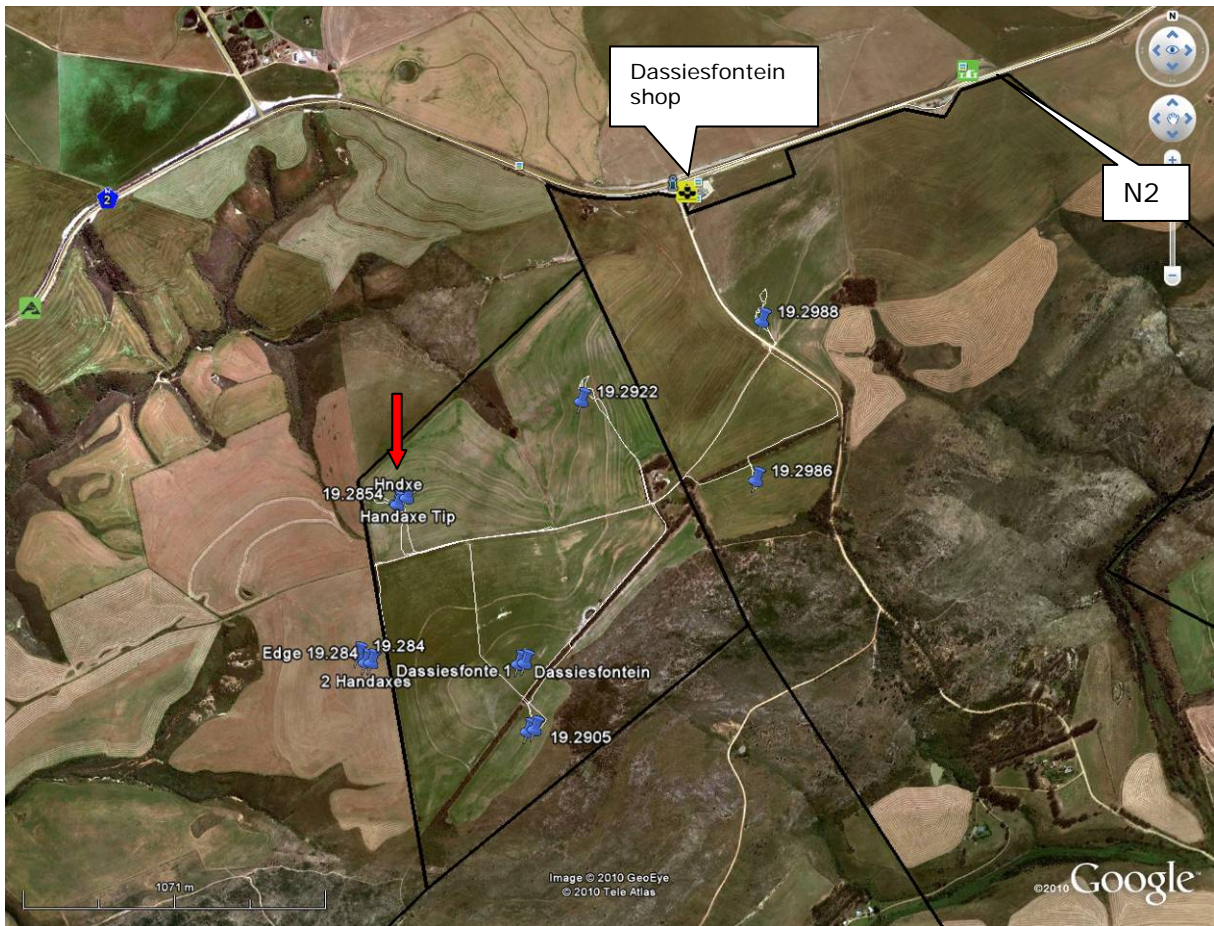 N
Dassiesfontein
shop
N2
2
19.2988
19.2922
19.2986
Hndxe
19.2854
Handaxe Tip
19.284
Edge 19.284
2 Handaxes
Dassiesfonte 1
Dassiesfontein
19.2905
1071 m
Image © 2010 GeoEye
© 2010 Tele Atlas
©2010 Google